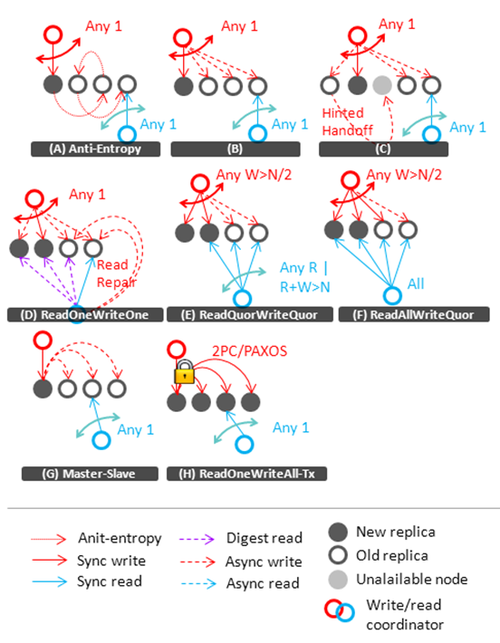 Any 1
Any 1
(A) Anti-Entropy
Any 1
Any 1
(B)
Any 1
Hinted
Handoff
Any 1
(C)
Any 1
Read
Repair
(D) ReadOneWriteOne
Any W>N/2
Any R |
R+W>N
(E) ReadQuorWriteQuor
Any W>N/2
All
(F) ReadAllWriteQuor
Any 1
(G) Master-Slave
2PC/PAXOS
Any 1
(H) ReadOneWriteAll-Tx
Anit-entropy
Sync write
Sync read
Digest read
Async write
Async read
New replica
Old replica
Unalailable node
Write/read
coordinator